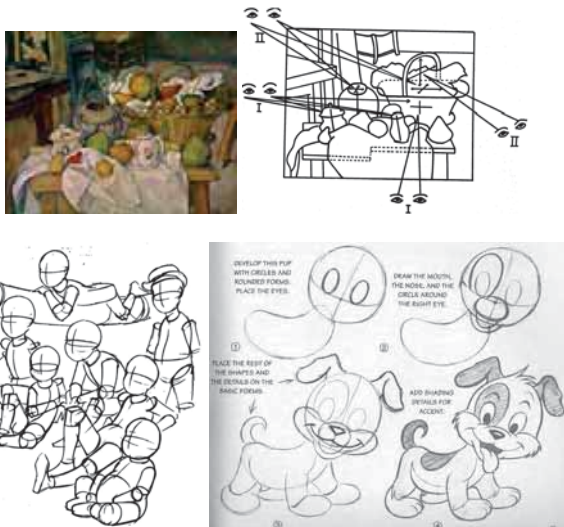 II
I
II
I
DEVELOP THIS PUP
WITH CIRCLES AND
ROUNDED FORMS.
PLACE THE EYES.
1
DRAW THE MOUTH,
THE NOSE, AND THE
CIRCLE AROUND
THE RIGHT EYE.
2
PLACE THE REST OF
THE SHAPES AND
THE DETAILS ON THE
BASIC FORMS.
3
ADD SHADING
DETAILS FOR
ACCENT.
4